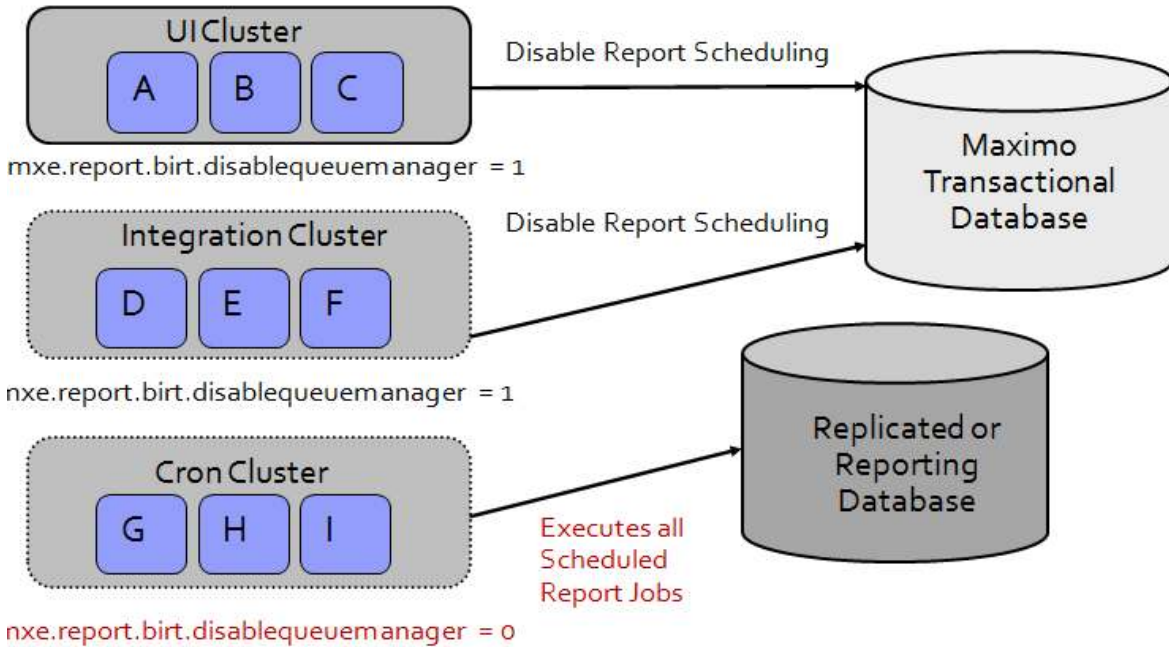 UI Cluster
A B C
Disable Report Scheduling
mxe.report.birt.disablequeuemanager = 1
Maximo
Transactional
Database
Integration Cluster
D E F
Disable Report Scheduling
nxe.report.birt.disablequeuemanager = 1
Cron Cluster
G H I
Replicated or
Reporting
Database
Executes all
Scheduled
Report Jobs
nxe.report.birt.disablequeuemanager = 0